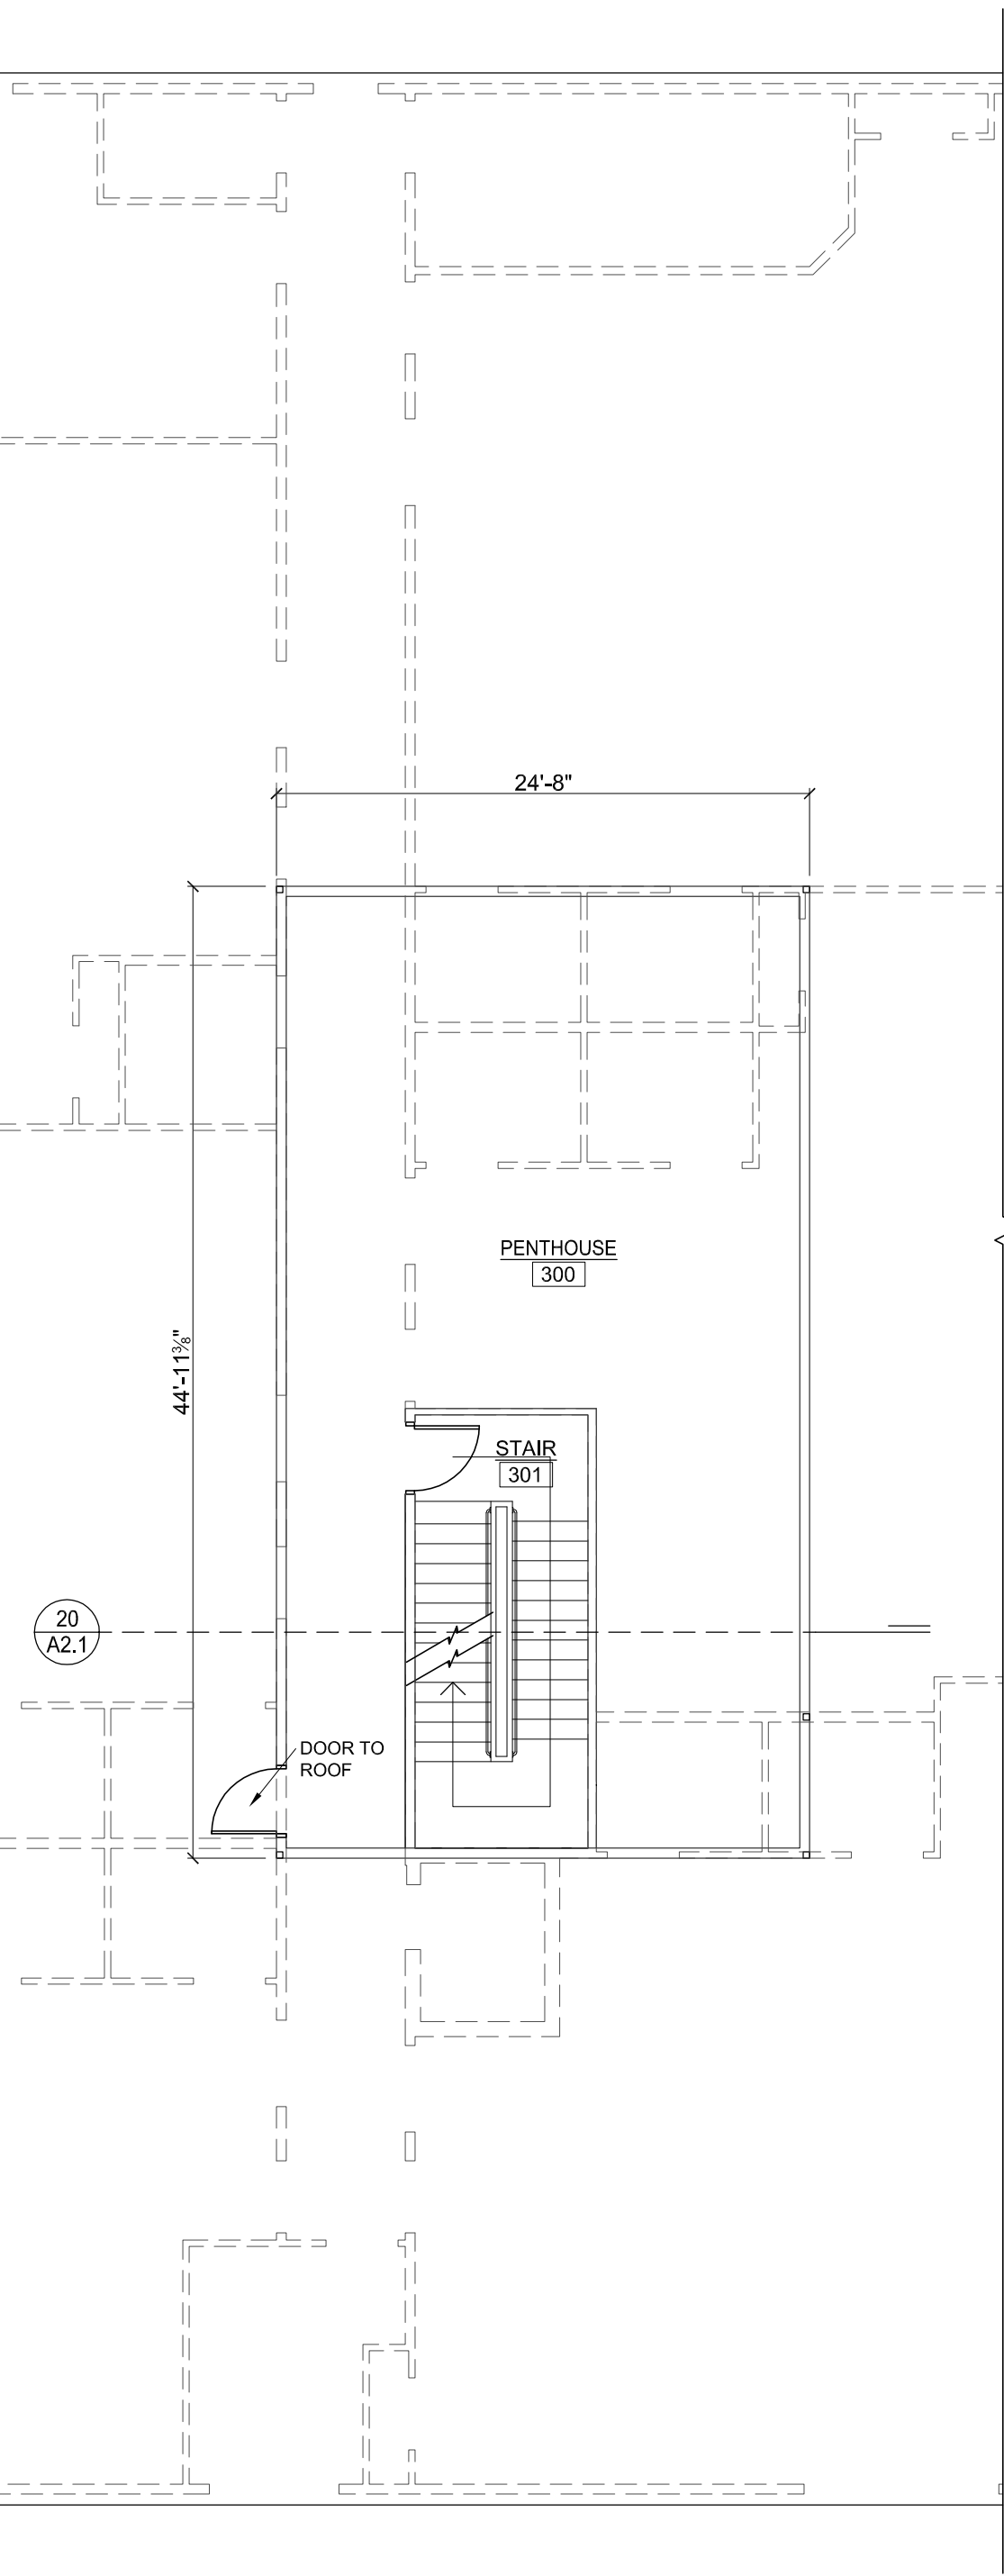 24'-8"
PENTHOUSE
300
44'-11⅜"
STAIR
301
20
A2.1
DOOR TO
ROOF